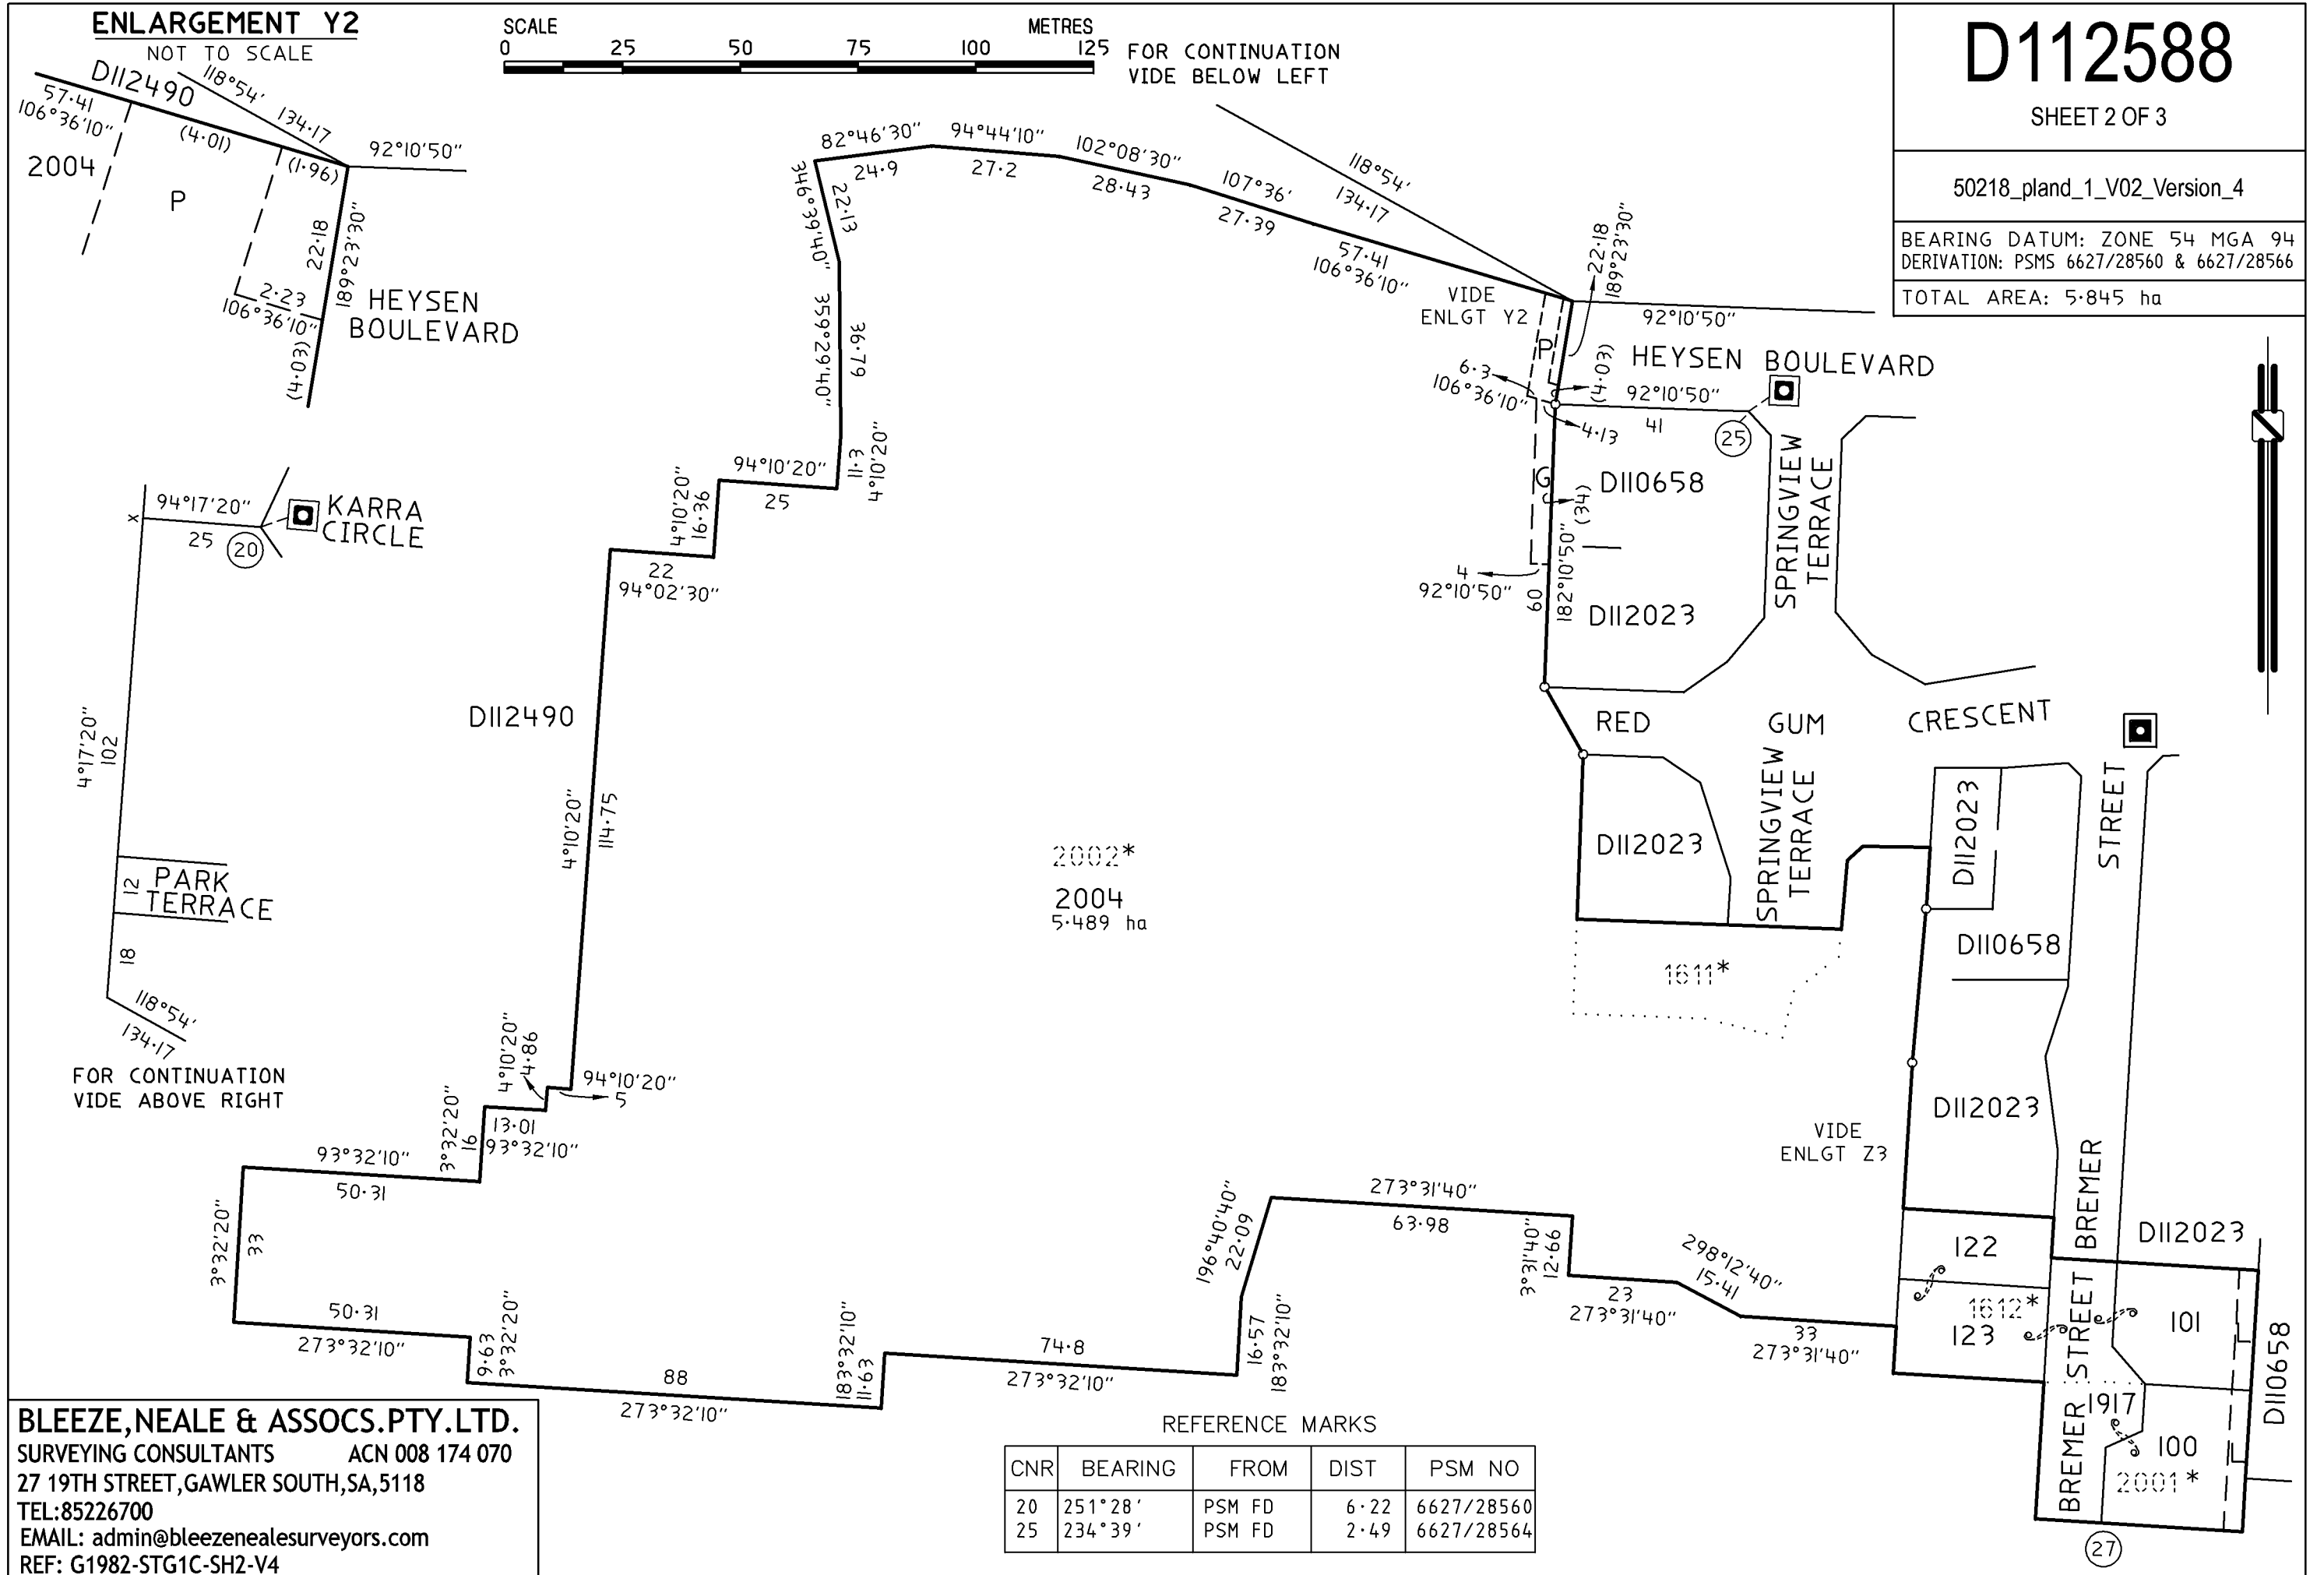 ENLARGEMENT Y2
NOT TO SCALE
D112490
57·41
106°36'10"
(4·01)
118°54'
134·17
(1·96)
92°10'50"
2004
P
22·18
189°23'30"
2·23
106°36'10"
(4·03)
HEYSEN
BOULEVARD
SCALE
METRES
0 25 50 75 100 125
FOR CONTINUATION
VIDE BELOW LEFT
D112588
SHEET 2 OF 3
50218_pland_1_V02_Version_4
BEARING DATUM: ZONE 54 MGA 94
DERIVATION: PSMS 6627/28560 & 6627/28566
TOTAL AREA: 5·845 ha
82°46'30"
24·9
94°44'10"
27·2
102°08'30"
28·43
107°36'
27·39
118°54'
134·17
57·41
106°36'10"
346°39'40"
22·13
359°29'40"
36·79
11·3
4°10'20"
94°10'20"
25
4°10'20"
16·36
22
94°02'30"
VIDE
ENLGT Y2
22·18
189°23'30"
92°10'50"
P
HEYSEN BOULEVARD
6·3
106°36'10"
(4·03)
92°10'50"
41
4·13
25
G
D110658
(34)
182°10'50"
4
92°10'50"
60
D112023
SPRINGVIEW
TERRACE
94°17'20"
25
20
x
KARRA
CIRCLE
4°17'20"
102
12
PARK
TERRACE
18
118°54'
134·17
FOR CONTINUATION
VIDE ABOVE RIGHT
D112490
4°10'20"
114·75
2002*
2004
5·489 ha
RED GUM CRESCENT
D112023
SPRINGVIEW
TERRACE
1611*
D112023
D110658
D112023
STREET
BREMER
VIDE
ENLGT Z3
4°10'20"
4·86
94°10'20"
5
3°32'20"
16
13·01
93°32'10"
93°32'10"
50·31
3°32'20"
33
50·31
273°32'10"
9·63
3°32'20"
88
273°32'10"
183°32'10"
11·63
74·8
273°32'10"
196°40'40"
22·09
16·57
183°32'10"
273°31'40"
63·98
3°31'40"
12·66
23
273°31'40"
298°12'40"
15·41
33
273°31'40"
122
1612*
123
BREMER STREET
D112023
101
D110658
1917
100
2001*
27
REFERENCE MARKS
CNR BEARING FROM DIST PSM NO
20 251°28' PSM FD 6·22 6627/28560
25 234°39' PSM FD 2·49 6627/28564
BLEEZE,NEALE & ASSOCS.PTY.LTD.
SURVEYING CONSULTANTS ACN 008 174 070
27 19TH STREET,GAWLER SOUTH,SA,5118
TEL:85226700
EMAIL: admin@bleezenealesurveyors.com
REF: G1982-STG1C-SH2-V4